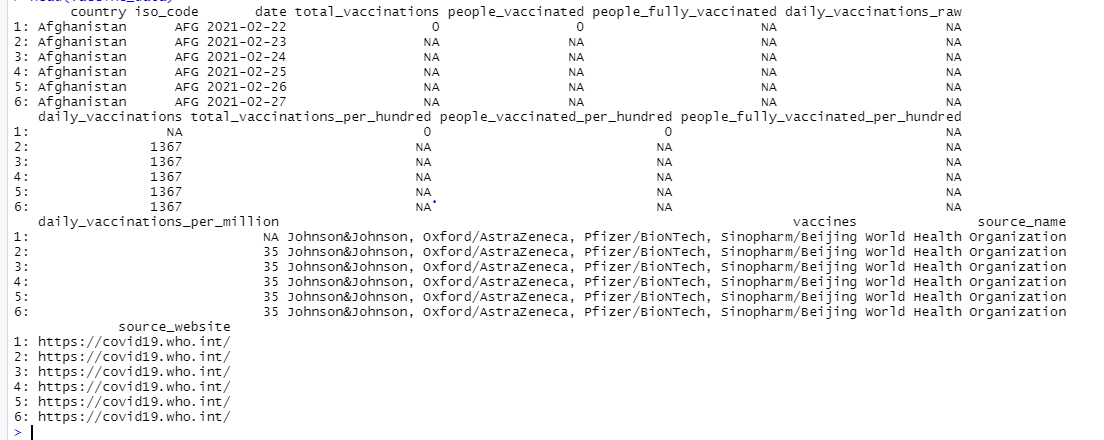 country iso_code date total_vaccinations people_vaccinated people_fully_vaccinated daily_vaccinations_raw
1: Afghanistan AFG 2021-02-22 0 0 NA NA
2: Afghanistan AFG 2021-02-23 NA NA NA NA
3: Afghanistan AFG 2021-02-24 NA NA NA NA
4: Afghanistan AFG 2021-02-25 NA NA NA NA
5: Afghanistan AFG 2021-02-26 NA NA NA NA
6: Afghanistan AFG 2021-02-27 NA NA NA NA
daily_vaccinations total_vaccinations_per_hundred people_vaccinated_per_hundred people_fully_vaccinated_per_hundred
1: NA 0 0 NA
2: 1367 NA NA NA
3: 1367 NA NA NA
4: 1367 NA NA NA
5: 1367 NA NA NA
6: 1367 NA NA NA
daily_vaccinations_per_million vaccines source_name
1: NA Johnson&Johnson, Oxford/AstraZeneca, Pfizer/BioNTech, Sinopharm/Beijing World Health Organization
2: 35 Johnson&Johnson, Oxford/AstraZeneca, Pfizer/BioNTech, Sinopharm/Beijing World Health Organization
3: 35 Johnson&Johnson, Oxford/AstraZeneca, Pfizer/BioNTech, Sinopharm/Beijing World Health Organization
4: 35 Johnson&Johnson, Oxford/AstraZeneca, Pfizer/BioNTech, Sinopharm/Beijing World Health Organization
5: 35 Johnson&Johnson, Oxford/AstraZeneca, Pfizer/BioNTech, Sinopharm/Beijing World Health Organization
6: 35 Johnson&Johnson, Oxford/AstraZeneca, Pfizer/BioNTech, Sinopharm/Beijing World Health Organization
source_website
1: https://covid19.who.int/
2: https://covid19.who.int/
3: https://covid19.who.int/
4: https://covid19.who.int/
5: https://covid19.who.int/
6: https://covid19.who.int/
>